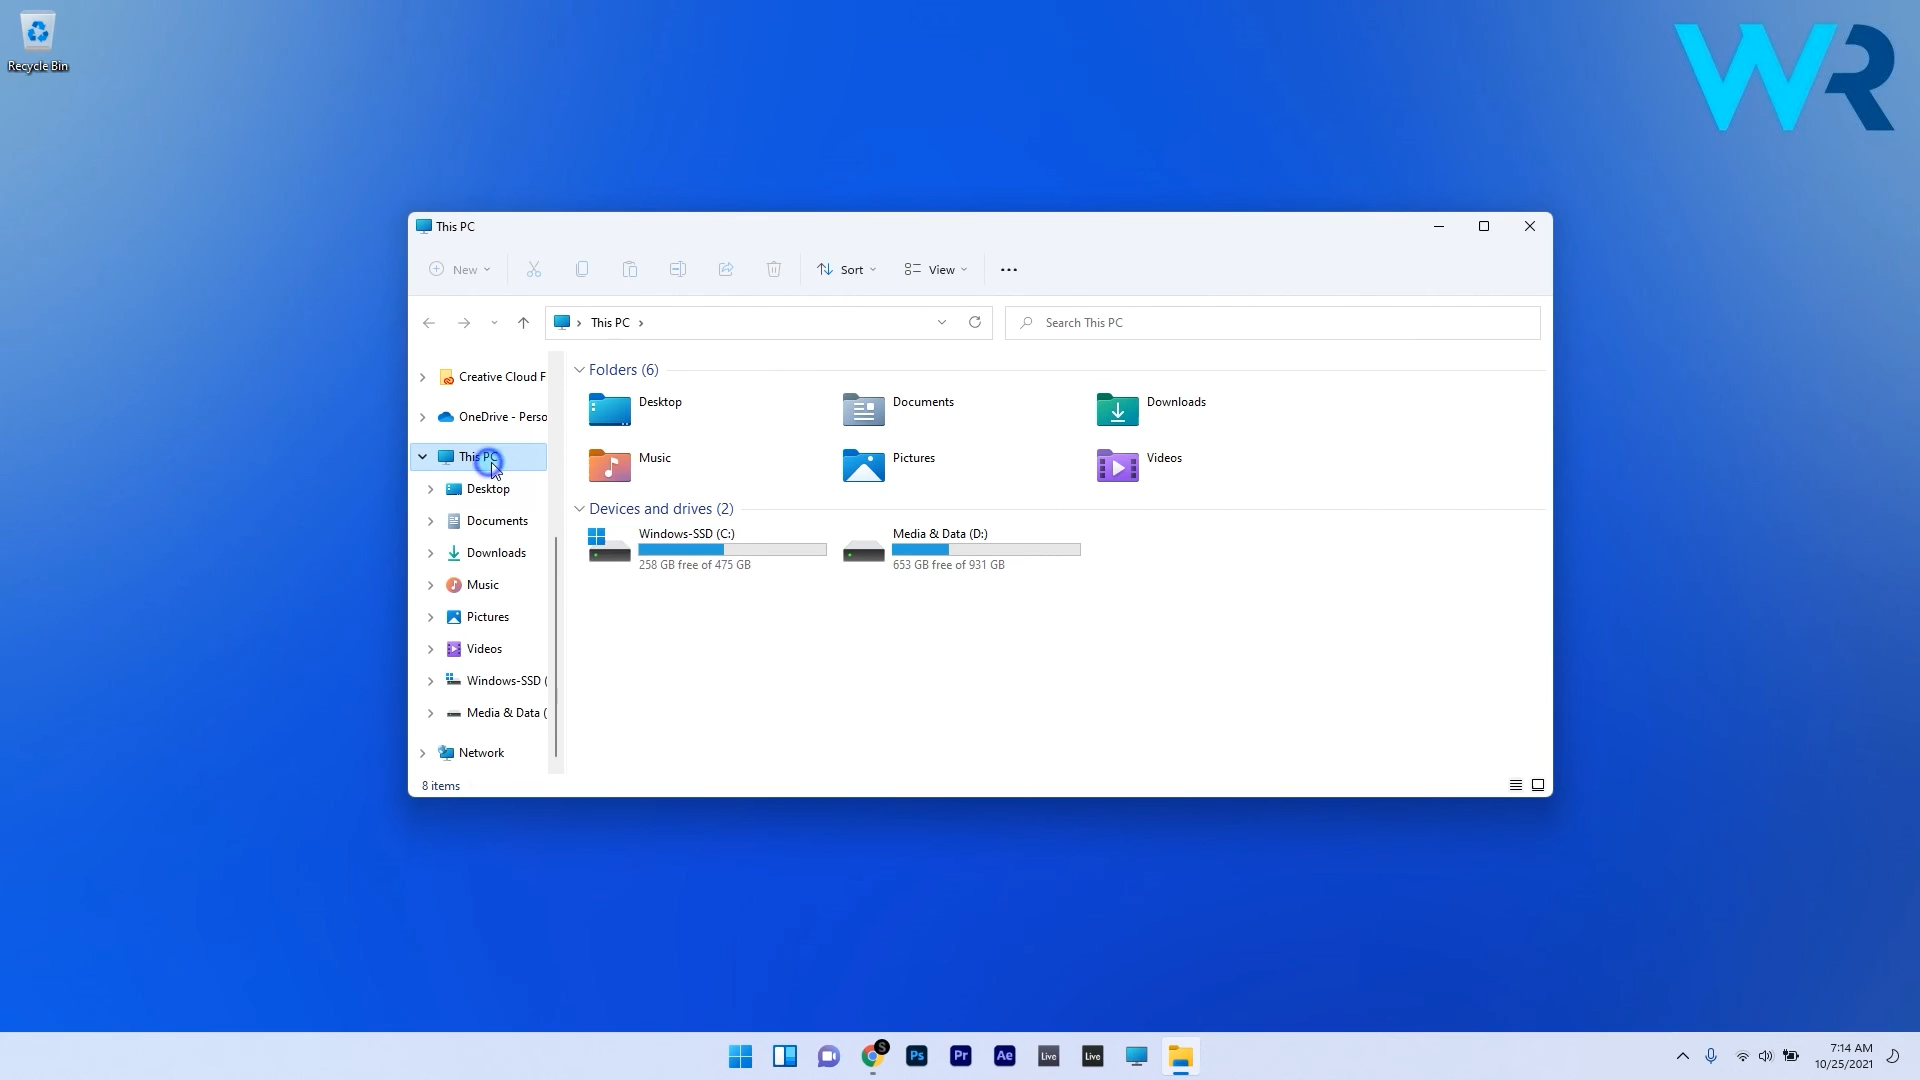 Recycle Bin
WR
This PC
New
Sort
View
This PC
Search This PC
Creative Cloud F
OneDrive - Perso
This PC
Desktop
Documents
Downloads
Music
Pictures
Videos
Windows-SSD (
Media & Data (
Network
Folders (6)
Desktop
Documents
Downloads
Music
Pictures
Videos
Devices and drives (2)
Windows-SSD (C:)
258 GB free of 475 GB
Media & Data (D:)
653 GB free of 931 GB
8 items
S
Ps
Pr
Ae
Live
Live
7:14 AM
10/25/2021